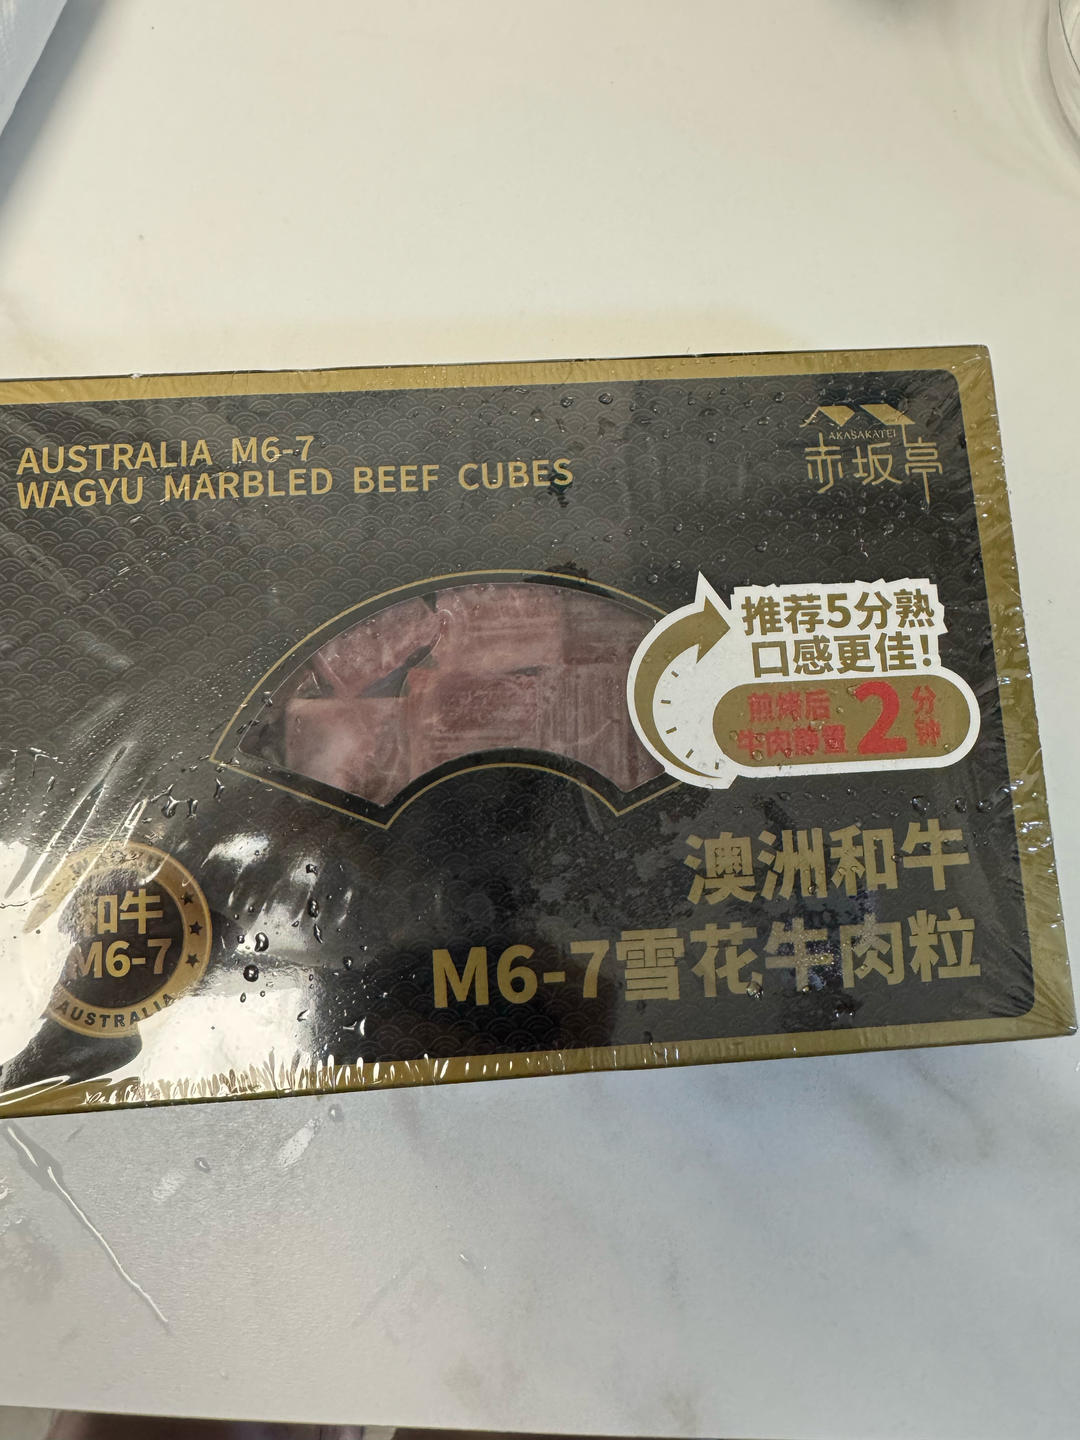 AUSTRALIA M6-7
WAGYU MARBLED BEEF CUBES
AKASAKATEI
赤坂亭
推荐5分熟
口感更佳!
煎烤后
牛肉静置
2分钟
和牛
M6-7
AUSTRALIA
澳洲和牛
M6-7雪花牛肉粒